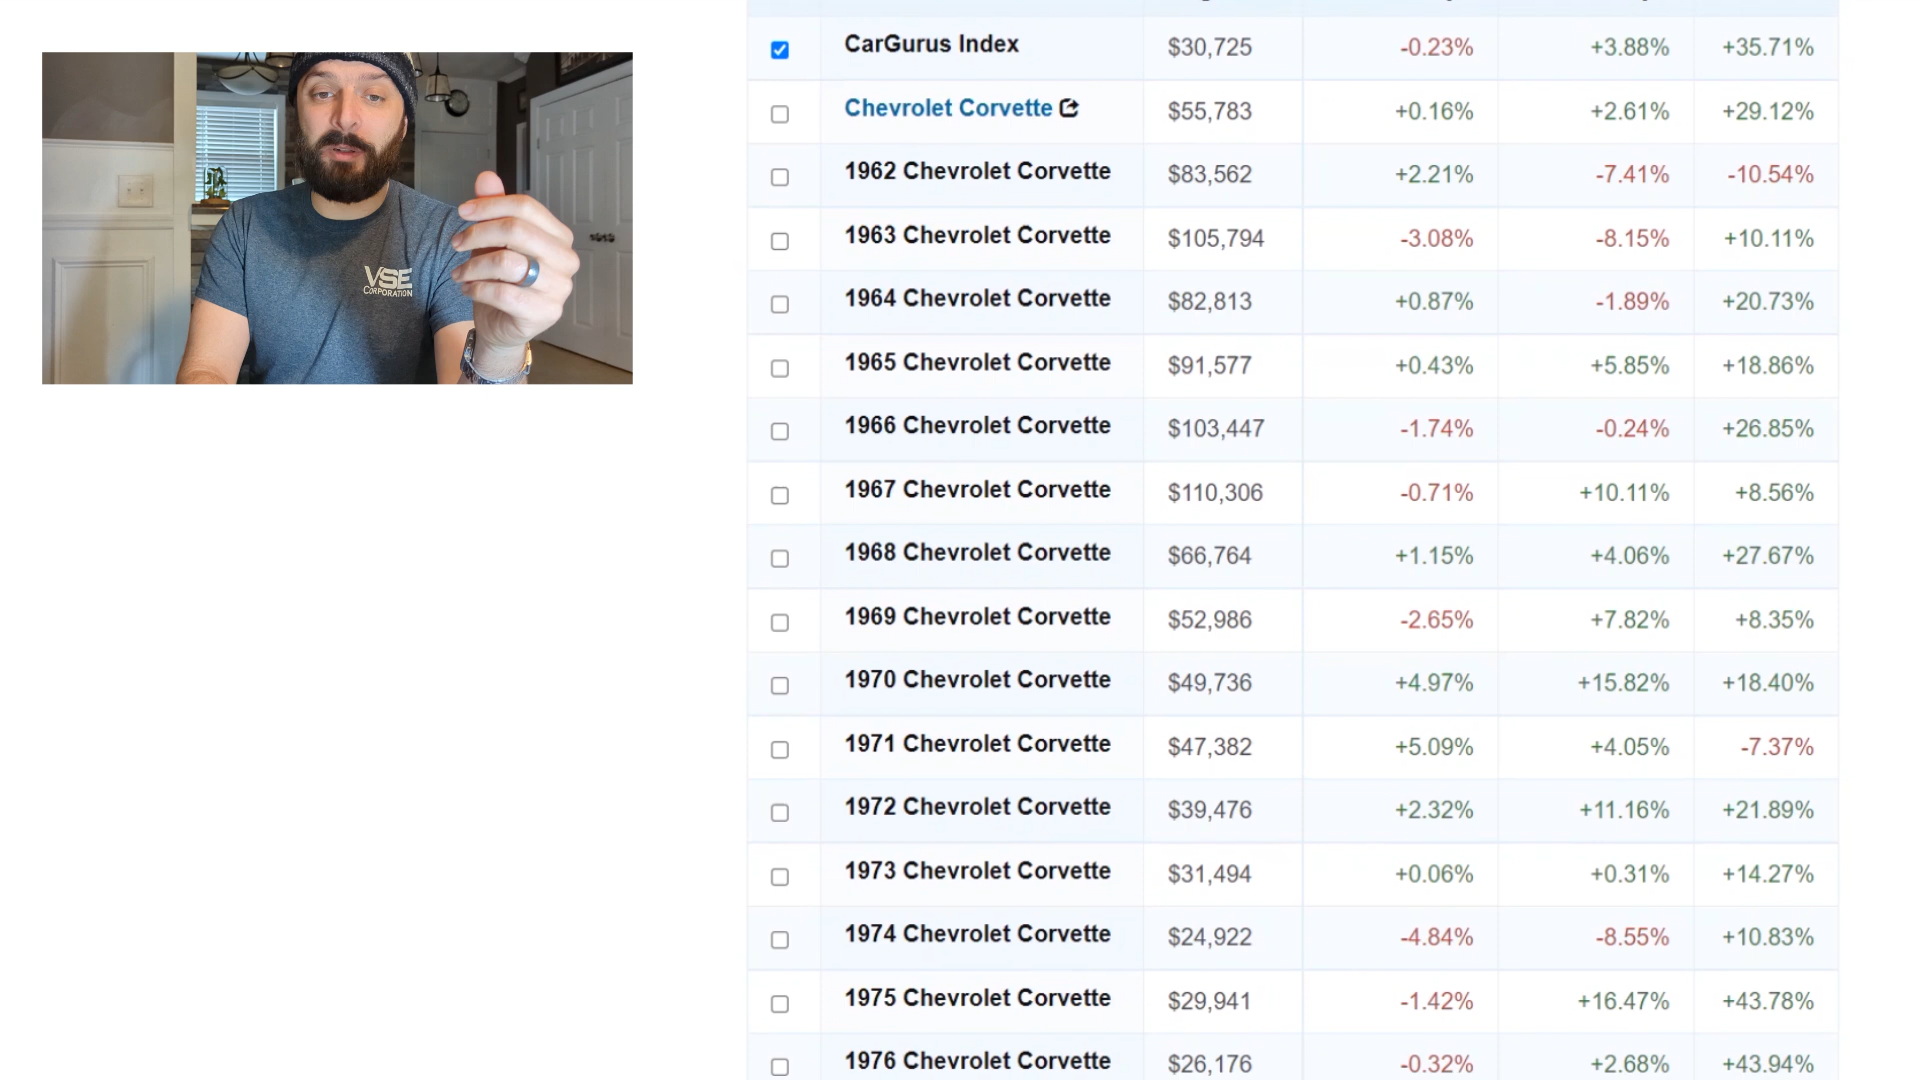 VSE
CORPORATION
CarGurus Index $30,725 -0.23% +3.88% +35.71%
Chevrolet Corvette $55,783 +0.16% +2.61% +29.12%
1962 Chevrolet Corvette $83,562 +2.21% -7.41% -10.54%
1963 Chevrolet Corvette $105,794 -3.08% -8.15% +10.11%
1964 Chevrolet Corvette $82,813 +0.87% -1.89% +20.73%
1965 Chevrolet Corvette $91,577 +0.43% +5.85% +18.86%
1966 Chevrolet Corvette $103,447 -1.74% -0.24% +26.85%
1967 Chevrolet Corvette $110,306 -0.71% +10.11% +8.56%
1968 Chevrolet Corvette $66,764 +1.15% +4.06% +27.67%
1969 Chevrolet Corvette $52,986 -2.65% +7.82% +8.35%
1970 Chevrolet Corvette $49,736 +4.97% +15.82% +18.40%
1971 Chevrolet Corvette $47,382 +5.09% +4.05% -7.37%
1972 Chevrolet Corvette $39,476 +2.32% +11.16% +21.89%
1973 Chevrolet Corvette $31,494 +0.06% +0.31% +14.27%
1974 Chevrolet Corvette $24,922 -4.84% -8.55% +10.83%
1975 Chevrolet Corvette $29,941 -1.42% +16.47% +43.78%
1976 Chevrolet Corvette $26,176 -0.32% +2.68% +43.94%